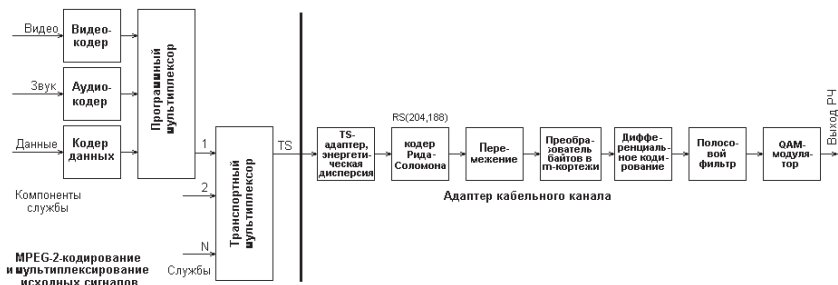 Видео
Видео-
кодер
Звук
Аудио-
кодер
Данные
Кодер
данных
Программный
мультиплексор
Компоненты
службы
1
2
N
Службы
Транспортный
мультиплексор
MPEG-2-кодирование
и мультиплексирование
исходных сигналов
TS
TS-
адаптер,
энергети-
ческая
дисперсия
RS(204,188)
кодер
Рида-
Соломона
Пере-
межение
Преобра-
зователь
байтов в
m-кортежи
Диффе-
ренциаль-
ное коди-
рование
Полосо-
вой
фильтр
QAM-
модуля-
тор
Выход РЧ
Адаптер кабельного канала